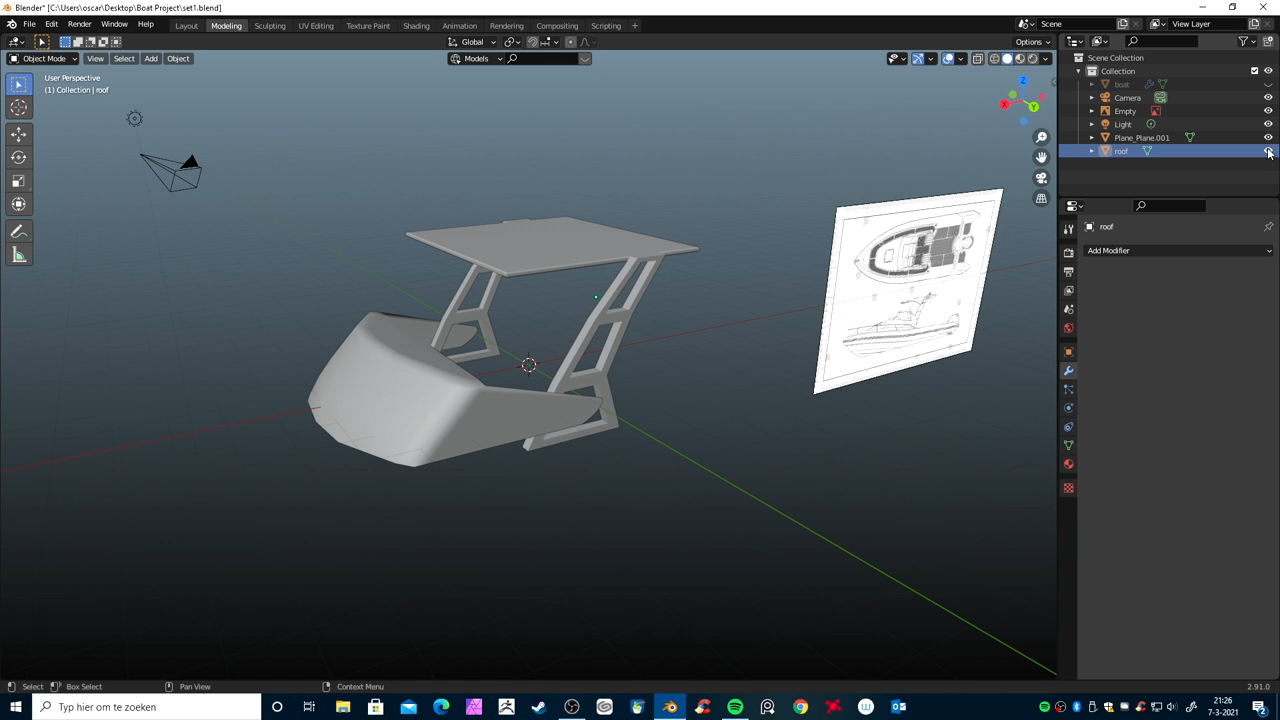 Blender* [C:\Users\oscar\Desktop\Boat Project\set1.blend]
File Edit Render Window Help Layout Modeling Sculpting UV Editing Texture Paint Shading Animation Rendering Compositing Scripting + Scene View Layer
Global Options
Object Mode View Select Add Object Models
User Perspective
(1) Collection | roof
Scene Collection
Collection
boat
Camera
Empty
Light
Plane_Plane.001
roof
roof
Add Modifier
X
Y
Z
Select Box Select Pan View Context Menu 2.91.0
Typ hier om te zoeken
21:26
7-3-2021
2